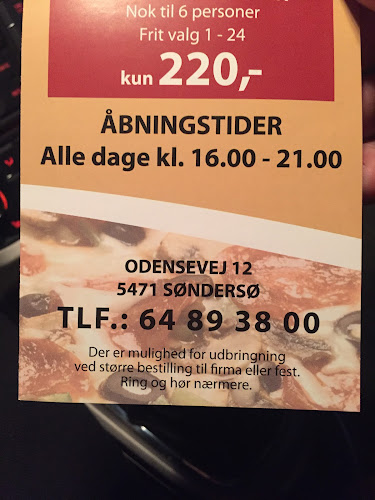 Nok til 6 personer
Frit valg 1 - 24
kun 220,-
ÅBNINGSTIDER
Alle dage kl. 16.00 - 21.00
ODENSEVEJ 12
5471 SØNDERSØ
TLF.: 64 89 38 00
Der er mulighed for udbringning
ved større bestilling til firma eller fest.
Ring og hør nærmere.